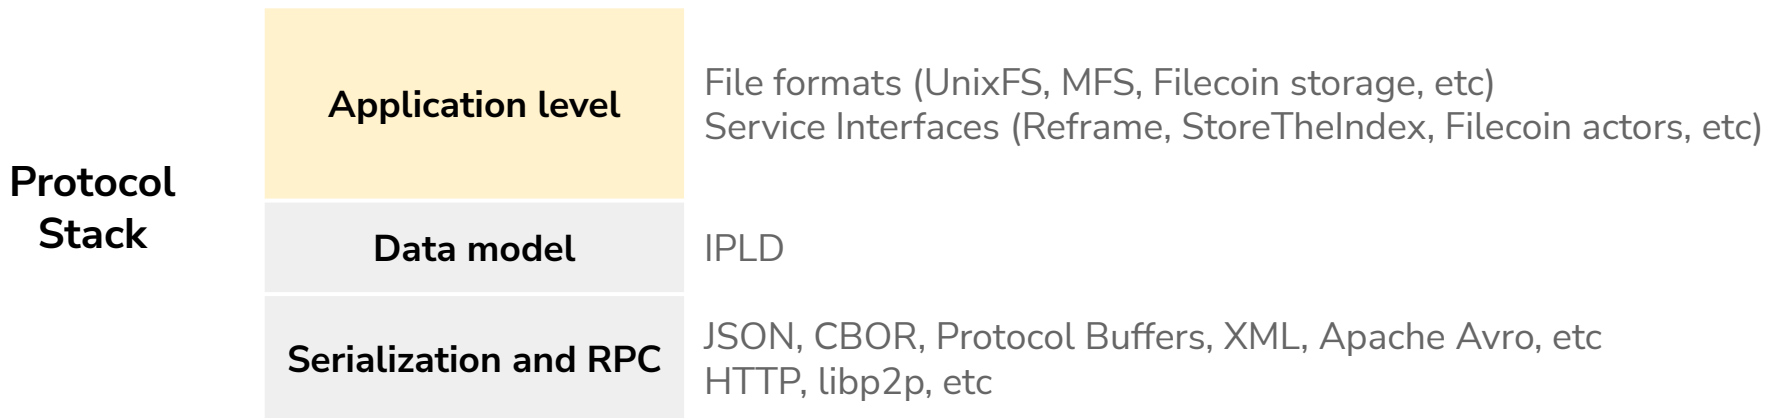 Protocol
Stack
Application level
File formats (UnixFS, MFS, Filecoin storage, etc)
Service Interfaces (Reframe, StoreTheIndex, Filecoin actors, etc)
Data model
IPLD
Serialization and RPC
JSON, CBOR, Protocol Buffers, XML, Apache Avro, etc
HTTP, libp2p, etc